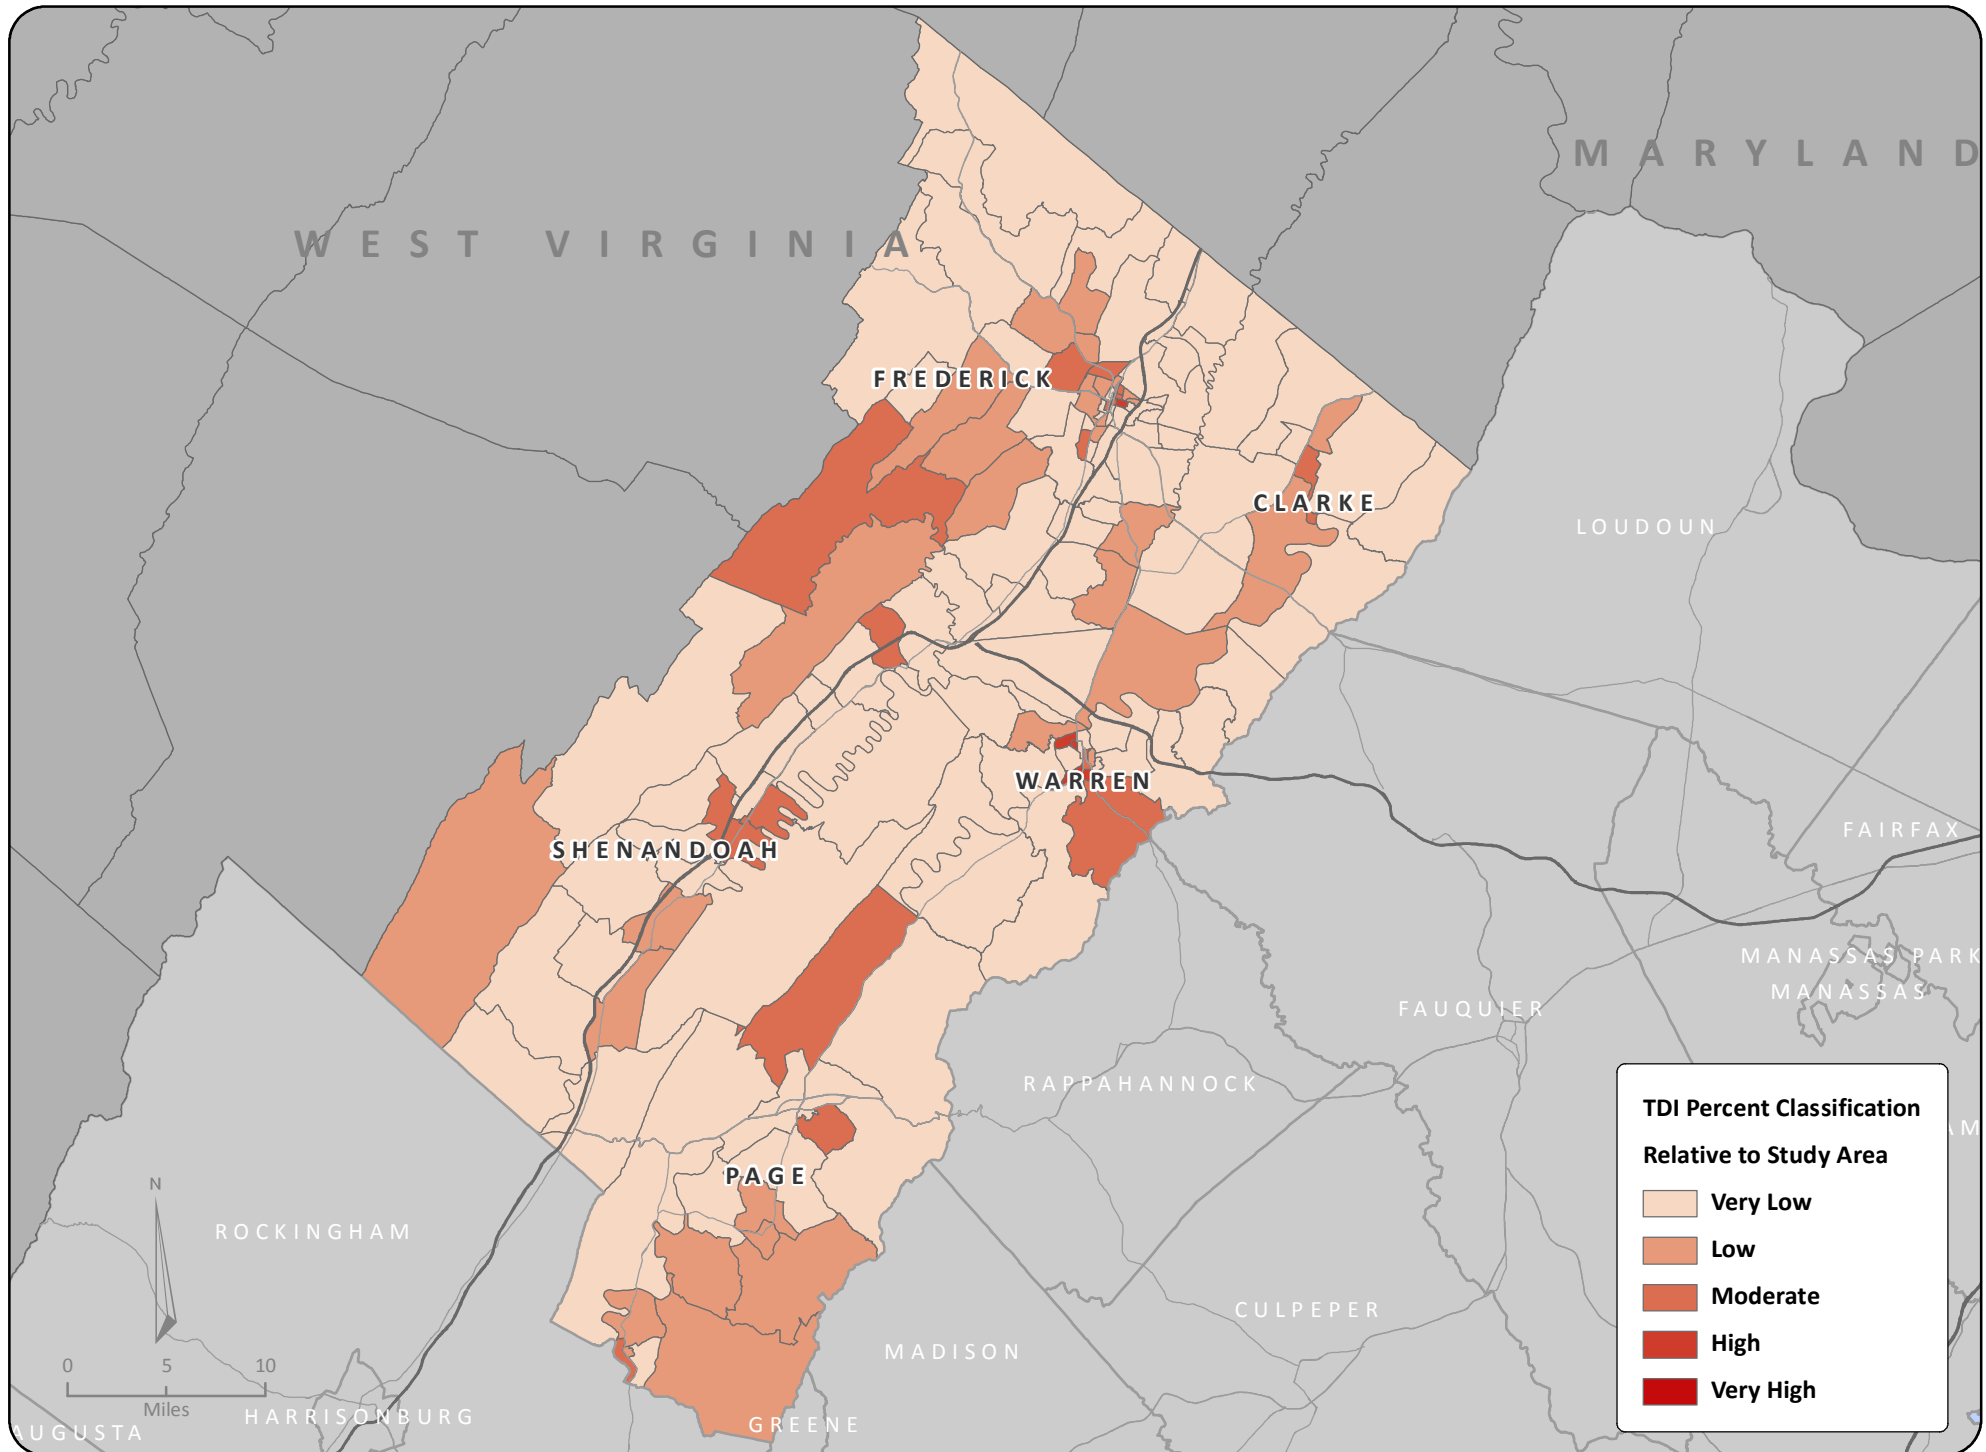 MARYLAND
WEST VIRGINIA
FREDERICK
CLARKE
LOUDOUN
WARREN
FAIRFAX
SHENANDOAH
MANASSAS PARK
MANASSAS
FAUQUIER
RAPPAHANNOCK
TDI Percent Classification
Relative to Study Area
Very Low
Low
Moderate
High
Very High
PAGE
N
ROCKINGHAM
CULPEPER
MADISON
0 5 10
Miles
HARRISONBURG
GREENE
AUGUSTA